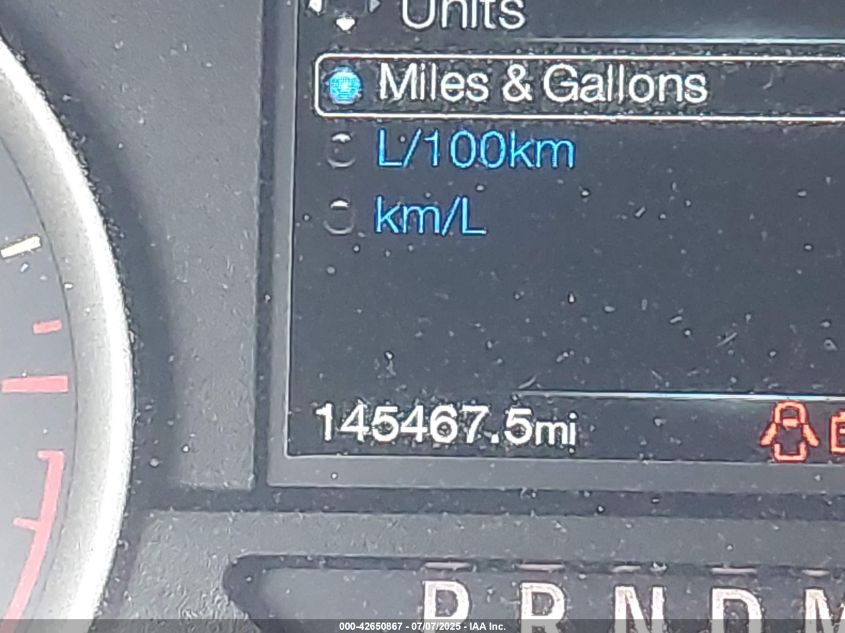 Units
Miles & Gallons
L/100km
km/L
145467.5mi
P R N D M
000-42650867 - 07/07/2025 - IAA Inc.